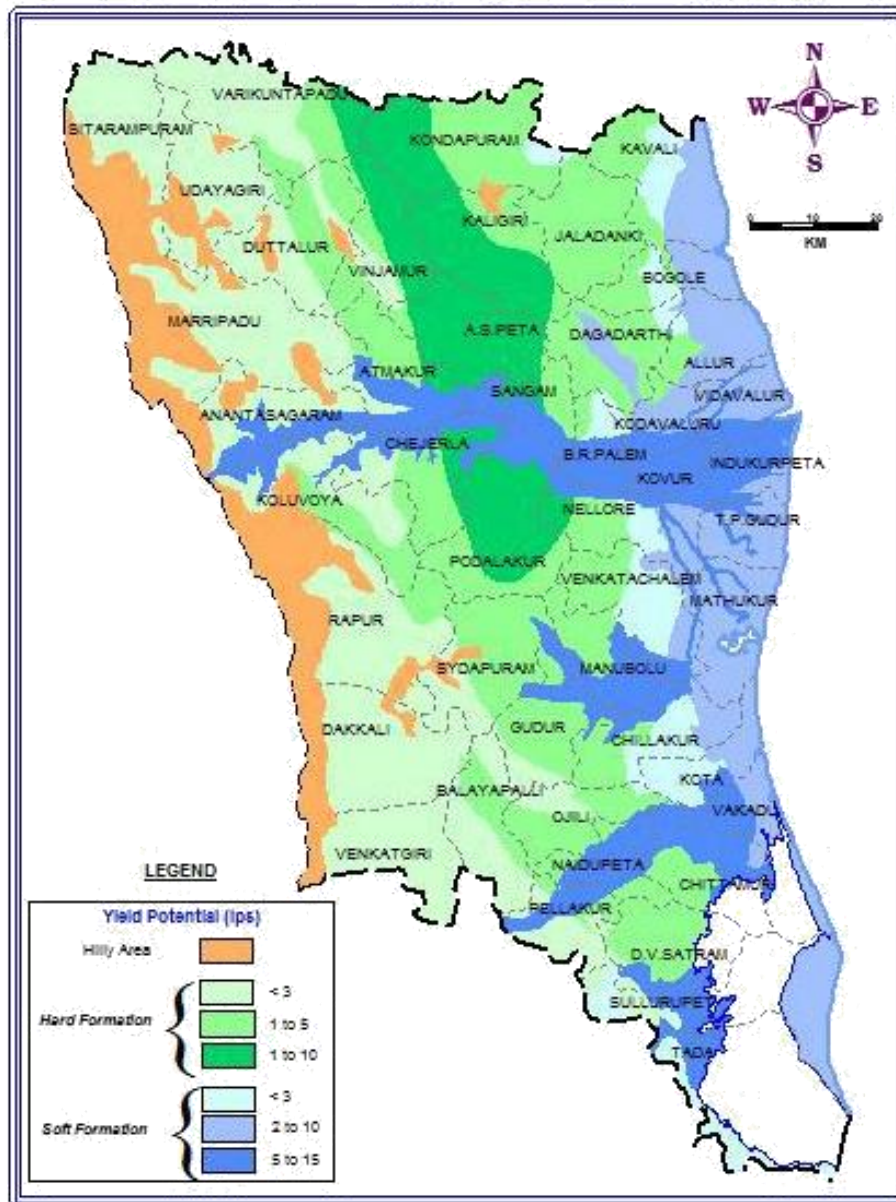 N
W E
S
0 10 20
KM
VARIKUNTAPADU
SITARAMPURAM
KONDAPURAM
KAVALI
UDAYAGIRI
KALIGIRI
JALADANKI
DUTTALUR
VINJAMUR
BOGOLE
MARRIPADU
A.S.PETA
DAGADARTHI
ALLUR
ATMAKUR
SANGAM
VIDAVALUR
ANANTASAGARAM
KODAVALURU
CHEJERLA
B.R.PALEM
INDUKURPETA
KOVUR
KOLUVOYA
NELLORE
T.P.GUDUR
PODALAKUR
VENKATACHALEM
MATHUKUR
RAPUR
SYDAPURAM
MANUBOLU
DAKKALI
GUDUR
CHILLAKUR
KOTA
BALAYAPALLI
VAKADU
OJILI
VENKATGIRI
NAIDUPETA
CHITTAMUR
PELLAKUR
D.V.SATRAM
SULLURUPET
TADA
LEGEND
Yield Potential (lps)
Hilly Area
Hard Formation
< 3
1 to 5
1 to 10
Soft Formation
< 3
2 to 10
5 to 15